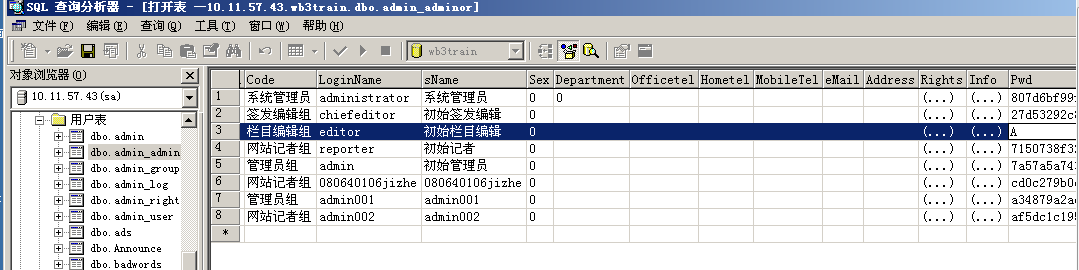 SQL 查询分析器 - [打开表 —10.11.57.43.wb3train.dbo.admin_adminor]
文件(F) 编辑(E) 查询(Q) 工具(T) 窗口(W) 帮助(H)
wb3train
对象浏览器(O)
10.11.57.43(sa)
用户表
dbo.admin
dbo.admin_admin
dbo.admin_group
dbo.admin_log
dbo.admin_right
dbo.admin_user
dbo.ads
dbo.Announce
dbo.badwords
Code LoginName sName Sex Department Officetel Hometel MobileTel eMail Address Rights Info Pwd
1 系统管理员 administrator 系统管理员 0 0 (...) (...) 807d6bf99
2 签发编辑组 chiefeditor 初始签发编辑 0 (...) (...) 27d53292c
3 栏目编辑组 editor 初始栏目编辑 0 (...) (...) A
4 网站记者组 reporter 初始记者 0 (...) (...) 7150738f3
5 管理员组 admin 初始管理员 0 (...) (...) 7a57a5a74
6 网站记者组 080640106jizhe 080640106jizhe 0 (...) (...) cd0c279b0
7 管理员组 admin001 admin001 0 (...) (...) a34879a2a
8 网站记者组 admin002 admin002 0 (...) (...) af5dc1c19
*